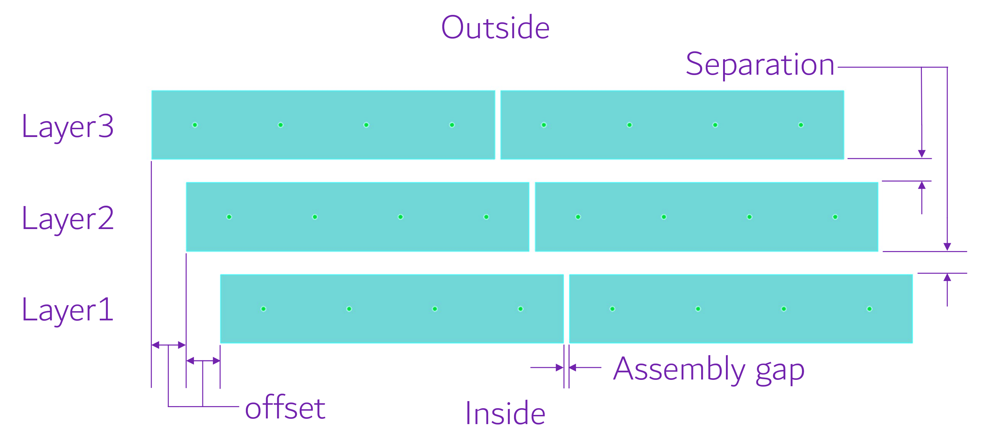 Outside
Separation
Layer3
Layer2
Layer1
Assembly gap
offset
Inside